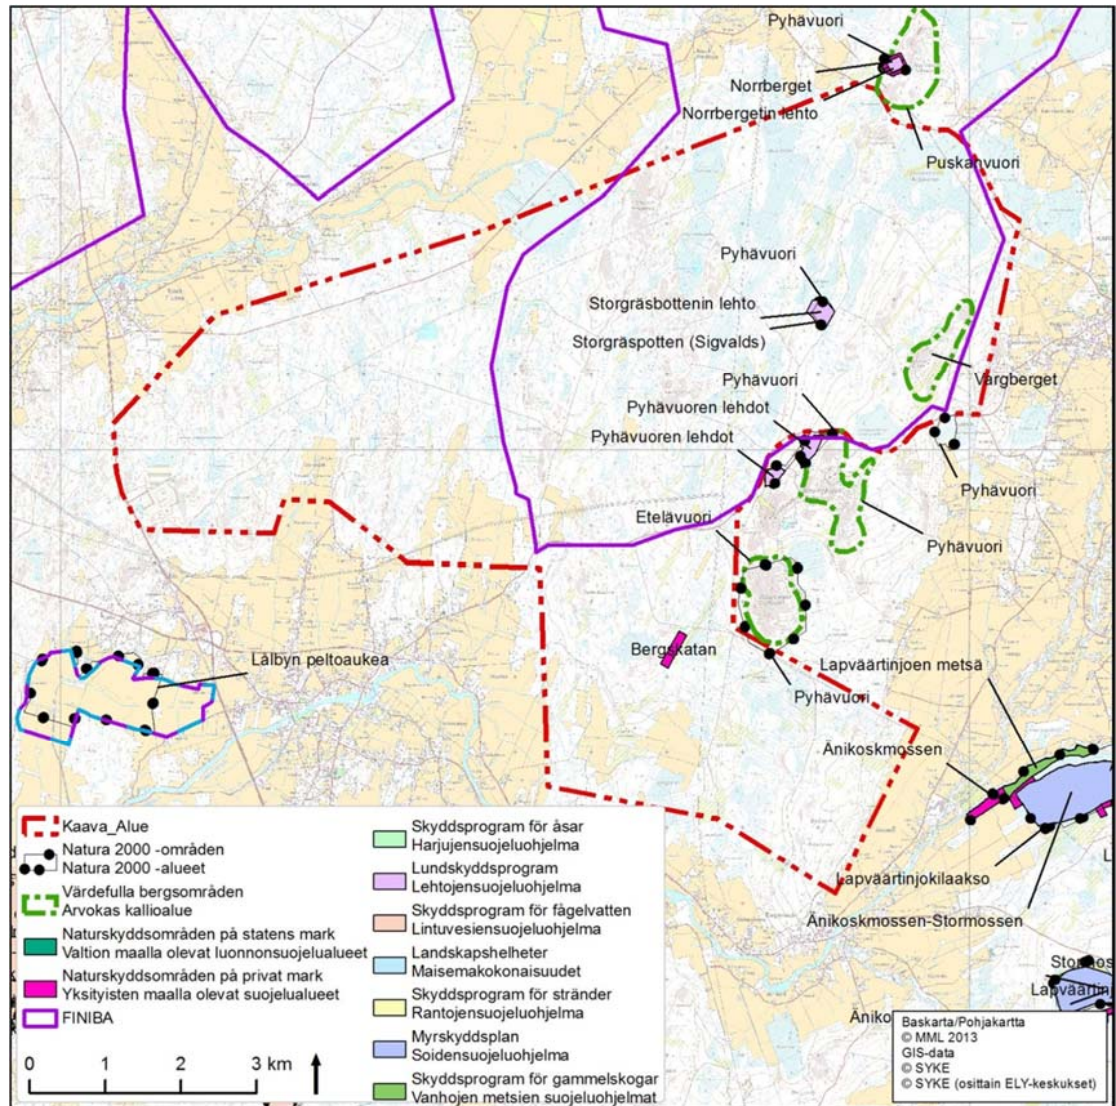 Pyhävuori
Norrberget
Norrbergetin lehto
Puskanvuori
Pyhävuori
Storgräsbottenin lehto
Storgräspotten (Sigvalds)
Vargberget
Pyhävuori
Pyhävuoren lehdot
Pyhävuoren lehdot
Pyhävuori
Etelävuori
Pyhävuori
Bergskatan
Lålbyn peltoaukea
Lapväärtinjoen metsä
Pyhävuori
Änikoskmossen
Lapväärtinjokilaakso
Änikoskmossen-Stormossen
Kaava_Alue
Natura 2000 -områden
Natura 2000 -alueet
Värdefulla bergsområden
Arvokas kallioalue
Naturskyddsområden på statens mark
Valtion maalla olevat luonnonsuojelualueet
Naturskyddsområden på privat mark
Yksityisten maalla olevat suojelualueet
FINIBA
0 1 2 3 km
Skyddsprogram för åsar
Harjujensuojeluohjelma
Lundskyddsprogram
Lehtojensuojeluohjelma
Skyddsprogram för fågelvatten
Lintuvesiensuojeluohjelma
Landskapshelheter
Maisemakokonaisuudet
Skyddsprogram för stränder
Rantojensuojeluohjelma
Myrskyddsplan
Soidensuojeluohjelma
Skyddsprogram för gammelskogar
Vanhojen metsien suojeluohjelmat
Stormos
Lapväärtinj
Äniko
Baskarta/Pohjakartta
© MML 2013
GIS-data
© SYKE
© SYKE (osittain ELY-keskukset)